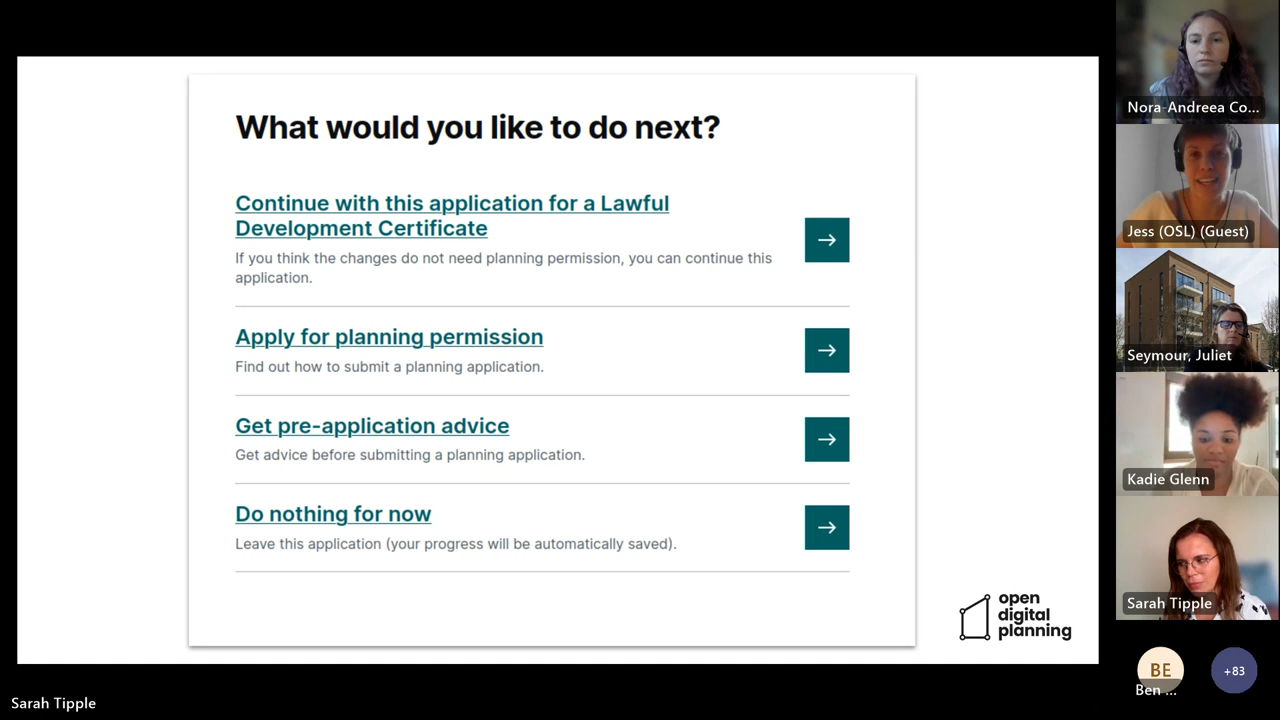 What would you like to do next?
Continue with this application for a Lawful
Development Certificate
If you think the changes do not need planning permission, you can continue this
application.
Apply for planning permission
Find out how to submit a planning application.
Get pre-application advice
Get advice before submitting a planning application.
Do nothing for now
Leave this application (your progress will be automatically saved).
open
digital
planning
Nora-Andreea Co...
Jess (OSL) (Guest)
Seymour, Juliet
Kadie Glenn
Sarah Tipple
BE
+83
Ben ...
Sarah Tipple